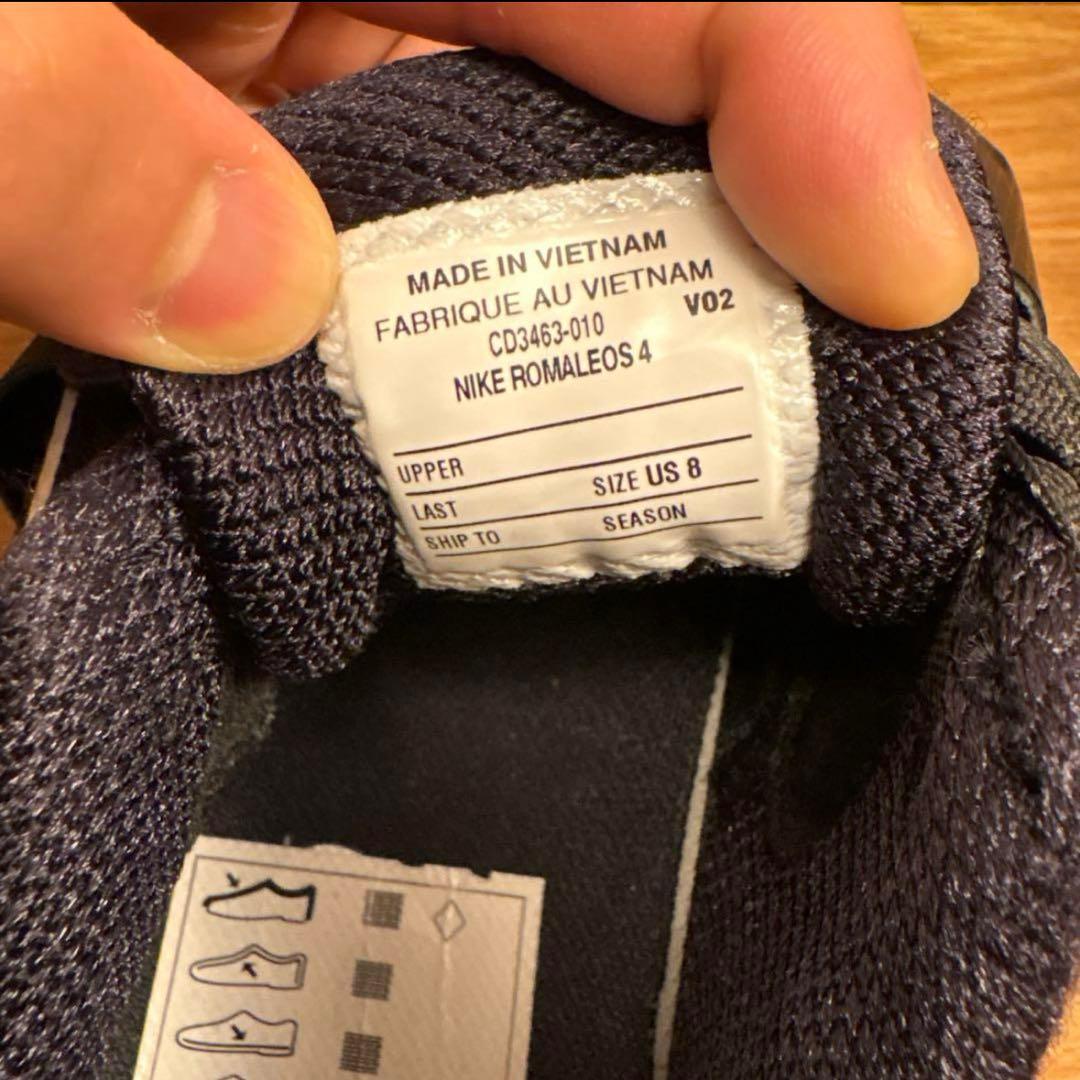 MADE IN VIETNAM
FABRIQUE AU VIETNAM
V02
CD3463-010
NIKE ROMALEOS 4
UPPER
LAST SIZE US 8
SHIP TO SEASON